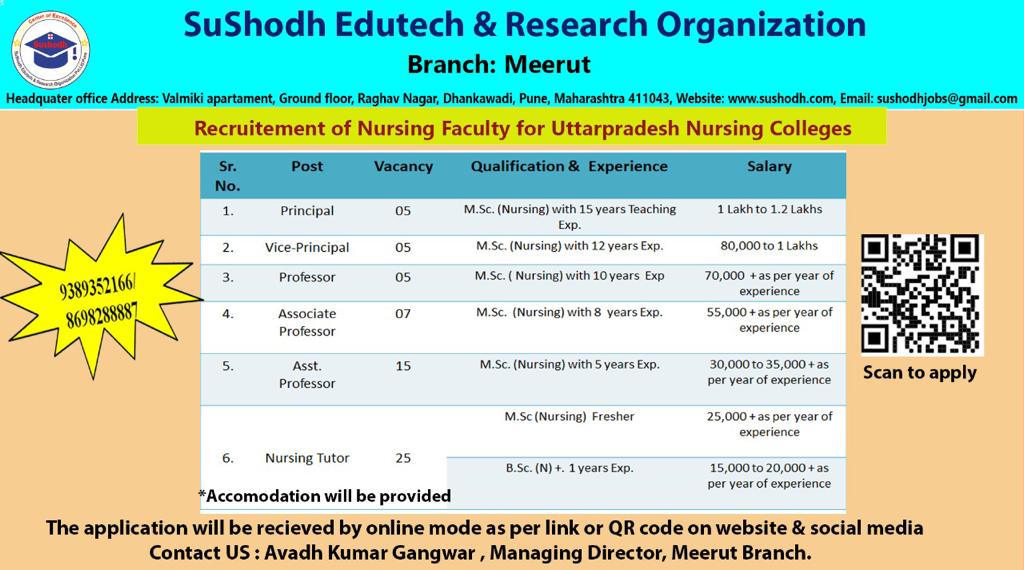 Center of Excellence
Sushodh
SuShodh Edutech & Research Organization
Branch: Meerut
Headquater office Address: Valmiki apartament, Ground floor, Raghav Nagar, Dhankawadi, Pune, Maharashtra 411043, Website: www.sushodh.com, Email: sushodhjobs@gmail.com
Recruitement of Nursing Faculty for Uttarpradesh Nursing Colleges
Sr. Post Vacancy Qualification & Experience Salary
No.
1. Principal 05 M.Sc. (Nursing) with 15 years Teaching 1 Lakh to 1.2 Lakhs
Exp.
2. Vice-Principal 05 M.Sc. (Nursing) with 12 years Exp. 80,000 to 1 Lakhs
3. Professor 05 M.Sc. ( Nursing) with 10 years Exp 70,000 + as per year of
experience
4. Associate 07 M.Sc. (Nursing) with 8 years Exp. 55,000 + as per year of
Professor experience
5. Asst. 15 M.Sc. (Nursing) with 5 years Exp. 30,000 to 35,000 + as
Professor per year of experience
M.Sc (Nursing) Fresher 25,000 + as per year of
experience
6. Nursing Tutor 25
B.Sc. (N) +. 1 years Exp. 15,000 to 20,000 + as
per year of experience
*Accomodation will be provided
9389352166/
8698288887
Scan to apply
The application will be recieved by online mode as per link or QR code on website & social media
Contact US : Avadh Kumar Gangwar , Managing Director, Meerut Branch.